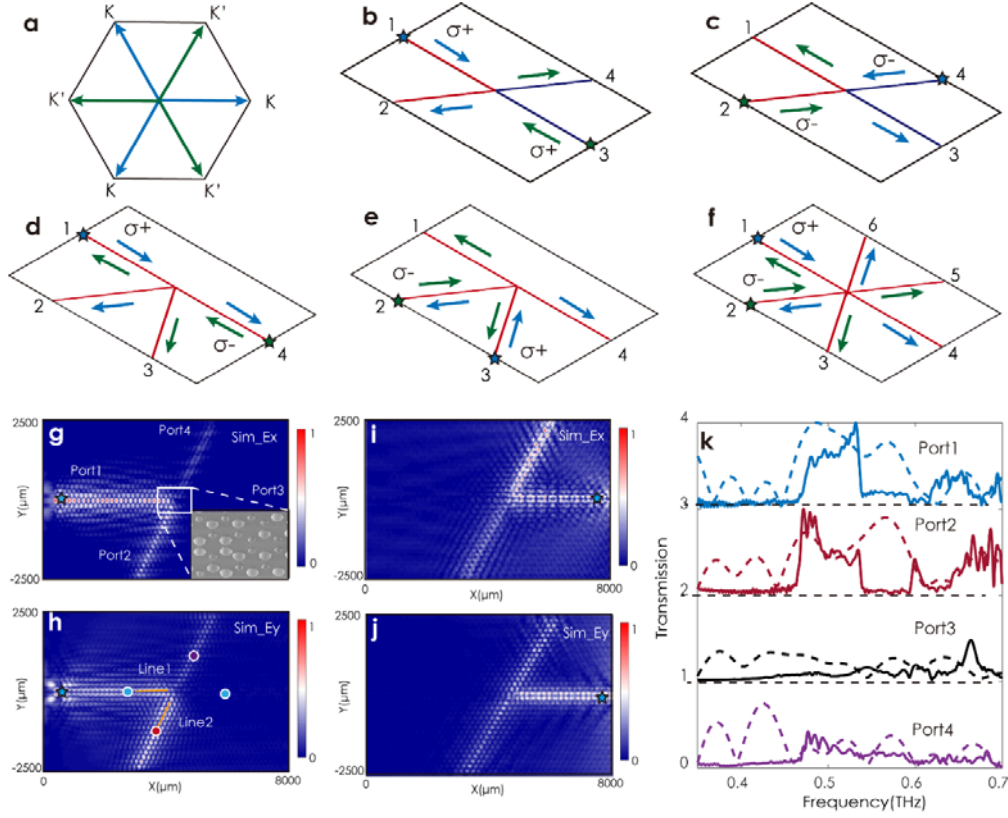 a
K
K'
K'
K
K
K'
b
1
σ+
4
2
σ+
3
c
1
σ-
4
2
σ-
3
d
1
σ+
2
σ-
3
4
e
1
σ-
2
σ+
3
4
f
1
σ+
6
σ-
5
2
3
4
g
2500
Port4
Sim_Ex
1
Port1
Port3
Y(μm)
Port2
-2500
0
h
2500
Sim_Ey
1
Line1
Y[μm]
Line2
-2500
0
0
X(μm)
8000
i
2500
Sim_Ex
1
Y(μm)
-2500
0
0
X(μm)
8000
j
2500
Sim_Ey
1
Y(μm)
-2500
0
0
X(μm)
8000
k
4
Port1
3
Port2
2
Transmission
Port3
1
Port4
0
0.4
0.5
0.6
0.7
Frequency(THz)